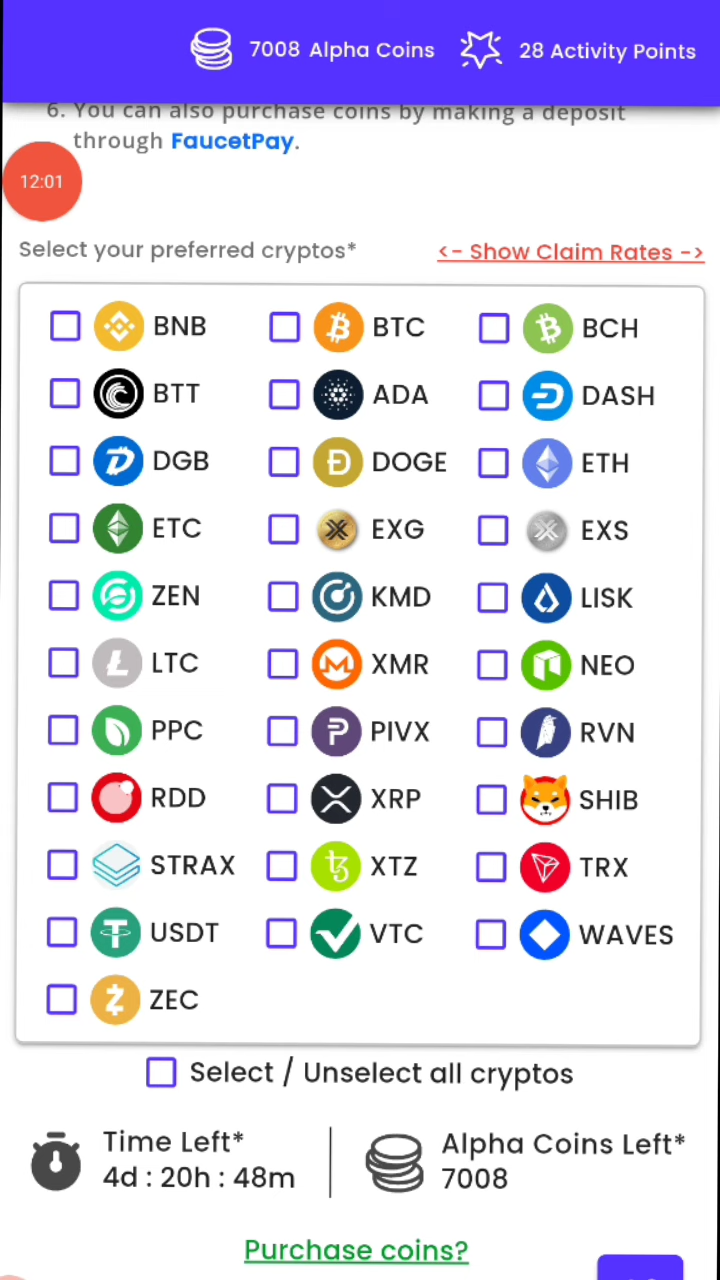 7008 Alpha Coins 28 Activity Points
6. You can also purchase coins by making a deposit
through FaucetPay.
12:01
Select your preferred cryptos* <- Show Claim Rates ->
BNB BTC BCH
BTT ADA DASH
DGB DOGE ETH
ETC EXG EXS
ZEN KMD LISK
LTC XMR NEO
PPC PIVX RVN
RDD XRP SHIB
STRAX XTZ TRX
USDT VTC WAVES
ZEC
Select / Unselect all cryptos
Time Left* Alpha Coins Left*
4d : 20h : 48m 7008
Purchase coins?